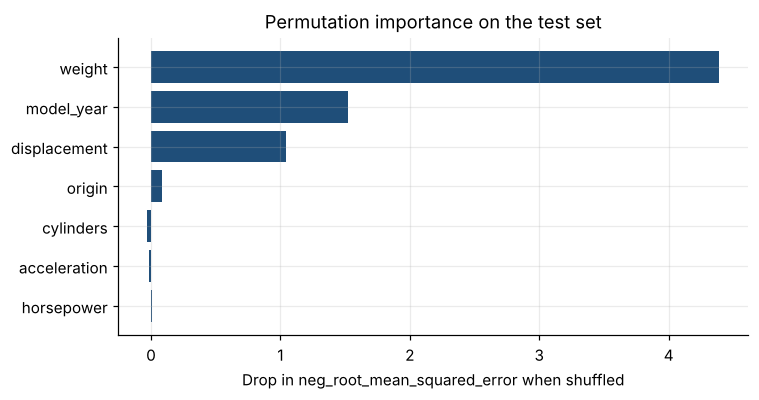 Permutation importance on the test set
weight
model_year
displacement
origin
cylinders
acceleration
horsepower
0 1 2 3 4
Drop in neg_root_mean_squared_error when shuffled